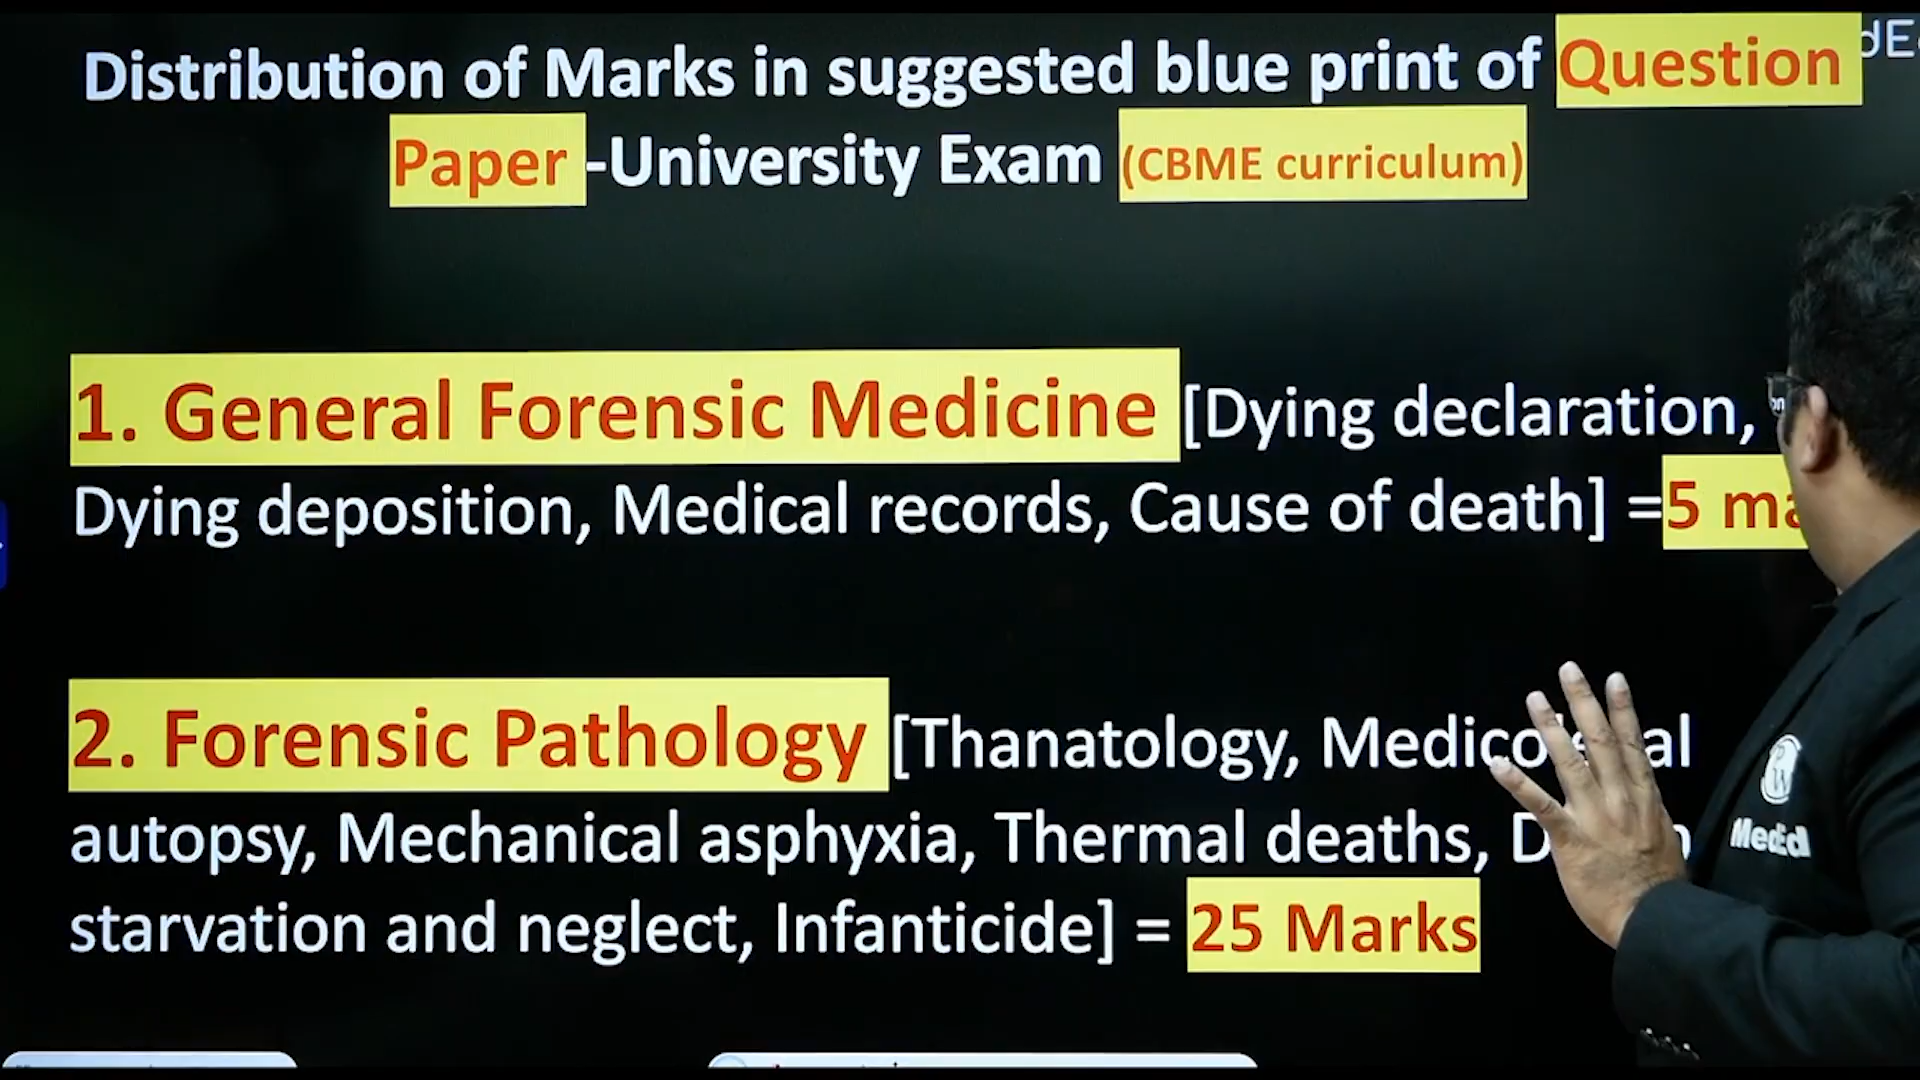 Distribution of Marks in suggested blue print of Question
Paper -University Exam (CBME curriculum)
1. General Forensic Medicine [Dying declaration,
Dying deposition, Medical records, Cause of death] =5
2. Forensic Pathology [Thanatology,
autopsy, Mechanical asphyxia, Thermal deaths,
starvation and neglect, Infanticide] = 25 Marks
MedEd